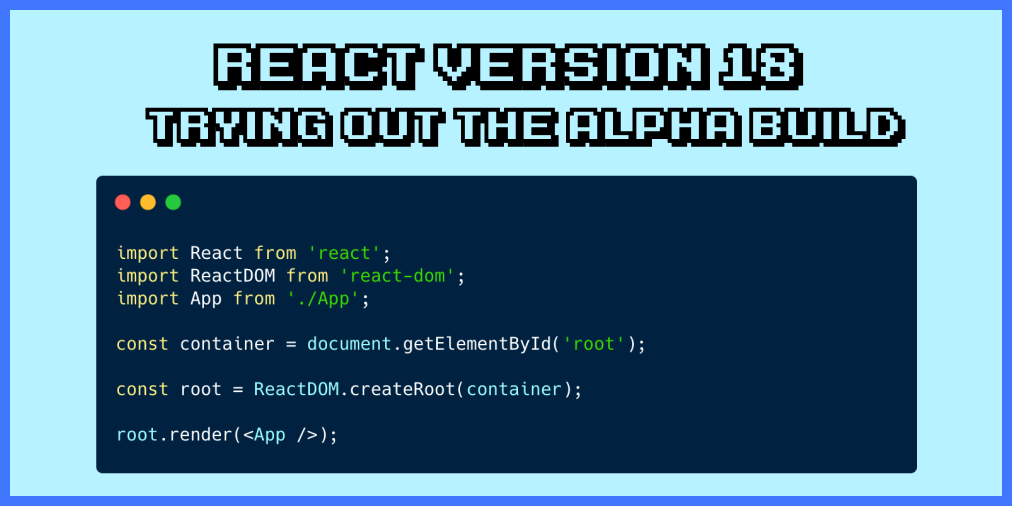 REACT VERSION 18
TRYING OUT THE ALPHA BUILD
import React from 'react';
import ReactDOM from 'react-dom';
import App from './App';
const container = document.getElementById('root');
const root = ReactDOM.createRoot(container);
root.render(<App />);